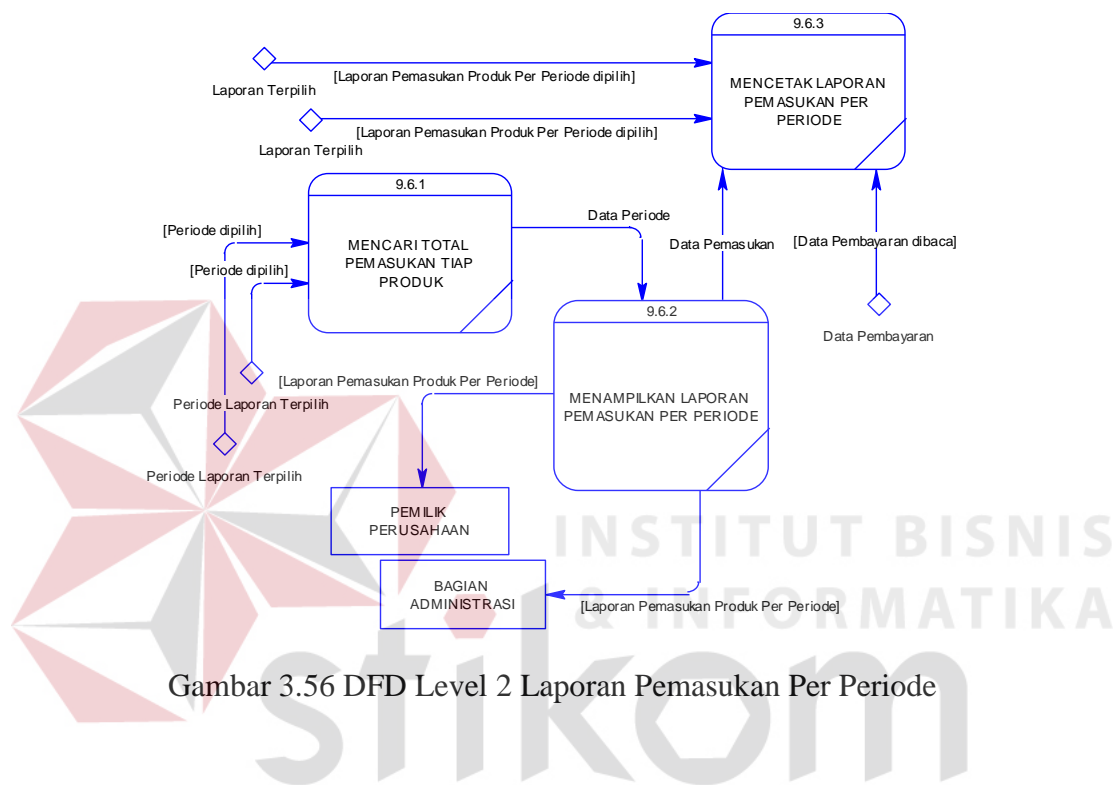 9.6.3
MENCETAK LAPORAN
PEMASUKAN PER
PERIODE
[Laporan Pemasukan Produk Per Periode dipilih]
Laporan Terpilih
[Laporan Pemasukan Produk Per Periode dipilih]
Laporan Terpilih
9.6.1
MENCARI TOTAL
PEMASUKAN TIAP
PRODUK
[Periode dipilih]
[Periode dipilih]
Data Periode
Data Pemasukan
[Data Pembayaran dibaca]
9.6.2
MENAMPILKAN LAPORAN
PEMASUKAN PER PERIODE
Data Pembayaran
[Laporan Pemasukan Produk Per Periode]
Periode Laporan Terpilih
Periode Laporan Terpilih
PEMILIK
PERUSAHAAN
BAGIAN
ADMINISTRASI
[Laporan Pemasukan Produk Per Periode]
INSTITUT BISNIS
& INFORMATIKA
stikom
Gambar 3.56 DFD Level 2 Laporan Pemasukan Per Periode